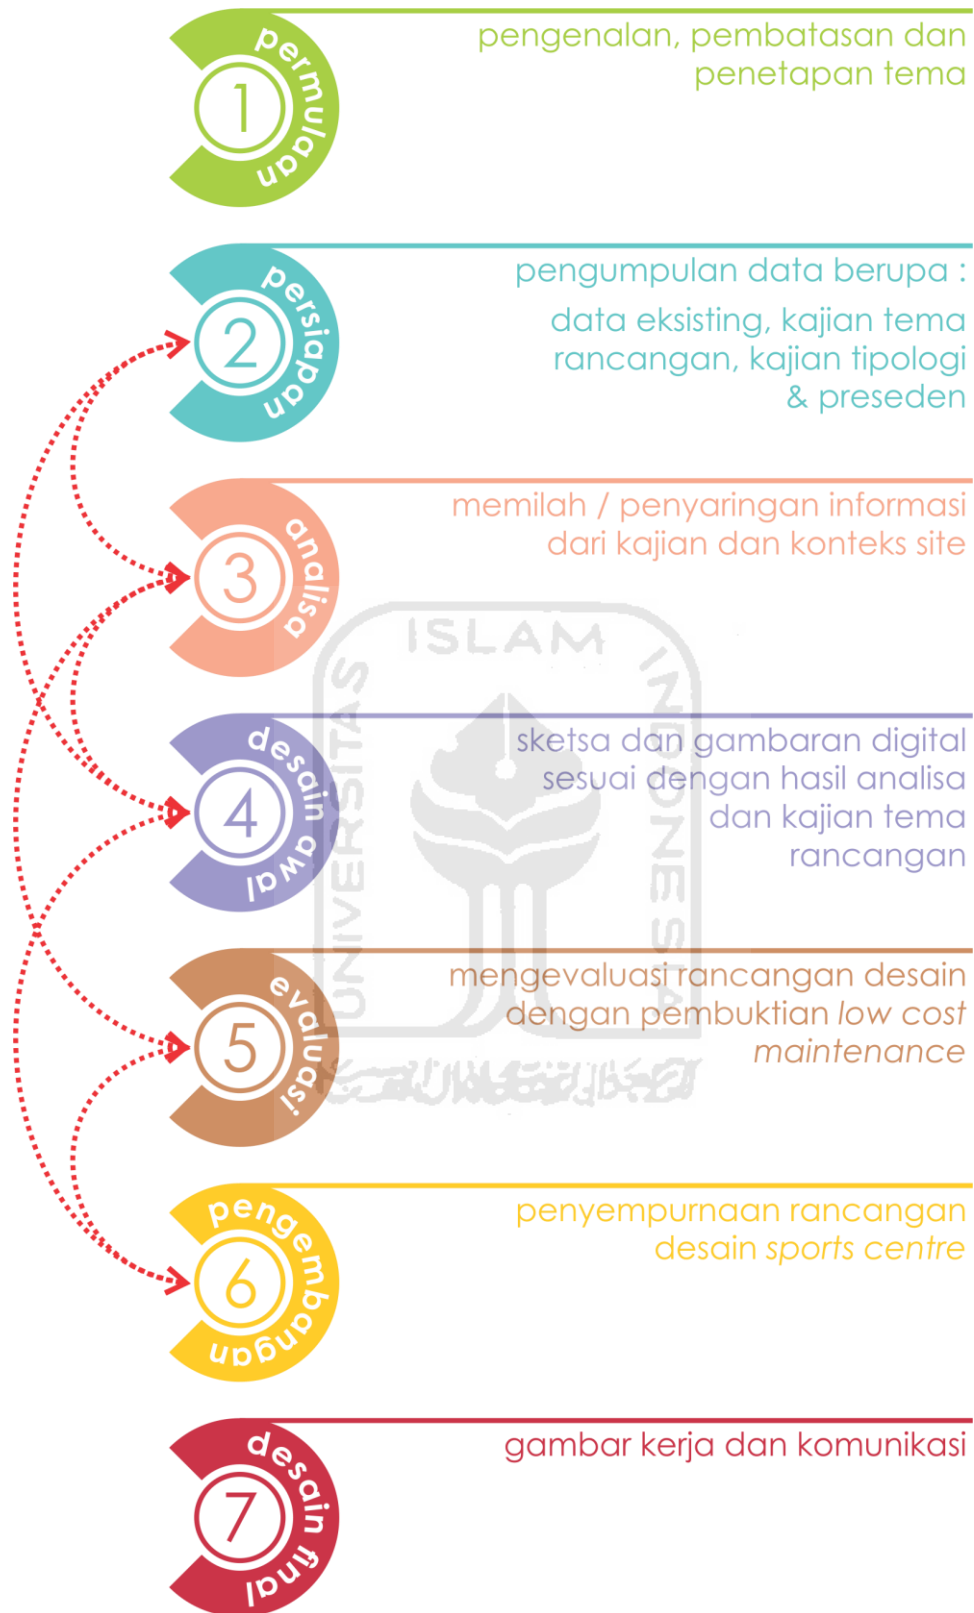 1
permulaan
pengenalan, pembatasan dan
penetapan tema
2
persiapan
pengumpulan data berupa :
data eksisting, kajian tema
rancangan, kajian tipologi
& preseden
3
analisa
memilah / penyaringan informasi
dari kajian dan konteks site
4
desain awal
sketsa dan gambaran digital
sesuai dengan hasil analisa
dan kajian tema
rancangan
5
evaluasi
mengevaluasi rancangan desain
dengan pembuktian low cost
maintenance
6
pengembangan
penyempurnaan rancangan
desain sports centre
7
desain final
gambar kerja dan komunikasi
UNIVERSITAS
ISLAM
INDONESIA